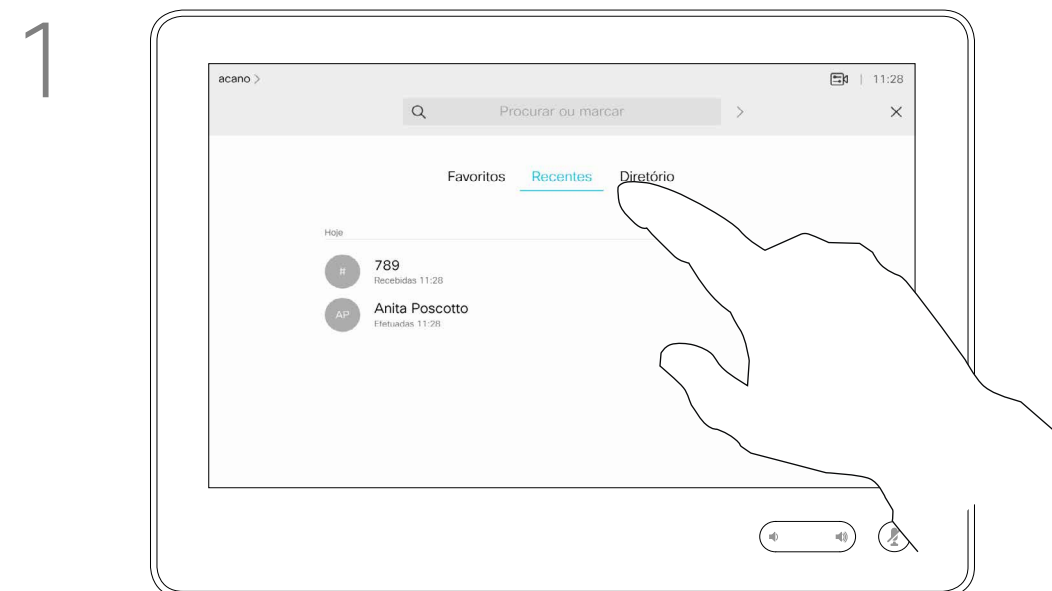 1
acano >
11:28
Procurar ou marcar
Favoritos Recentes Diretório
Hoje
#
789
Recebidas 11:28
AP
Anita Poscotto
Efetuadas 11:28